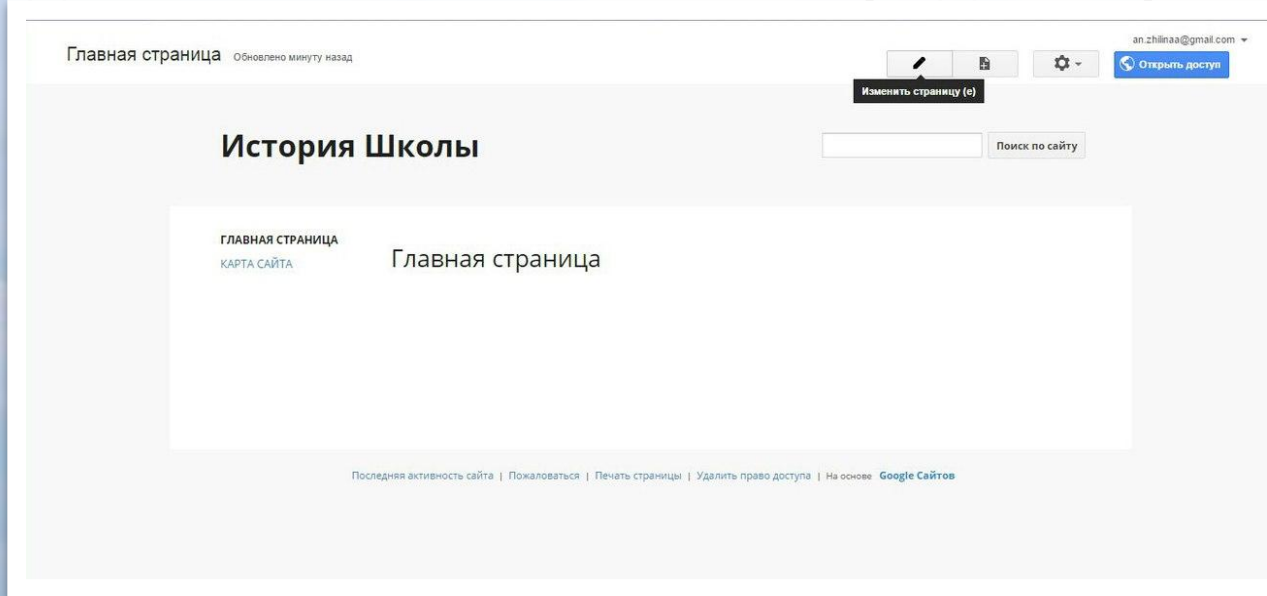 an.zhilinaa@gmail.com
Главная страница Обновлено минуту назад
Открыть доступ
Изменить страницу (e)
История Школы
Поиск по сайту
ГЛАВНАЯ СТРАНИЦА
КАРТА САЙТА
Главная страница
Последняя активность сайта | Пожаловаться | Печать страницы | Удалить право доступа | На основе Google Сайтов